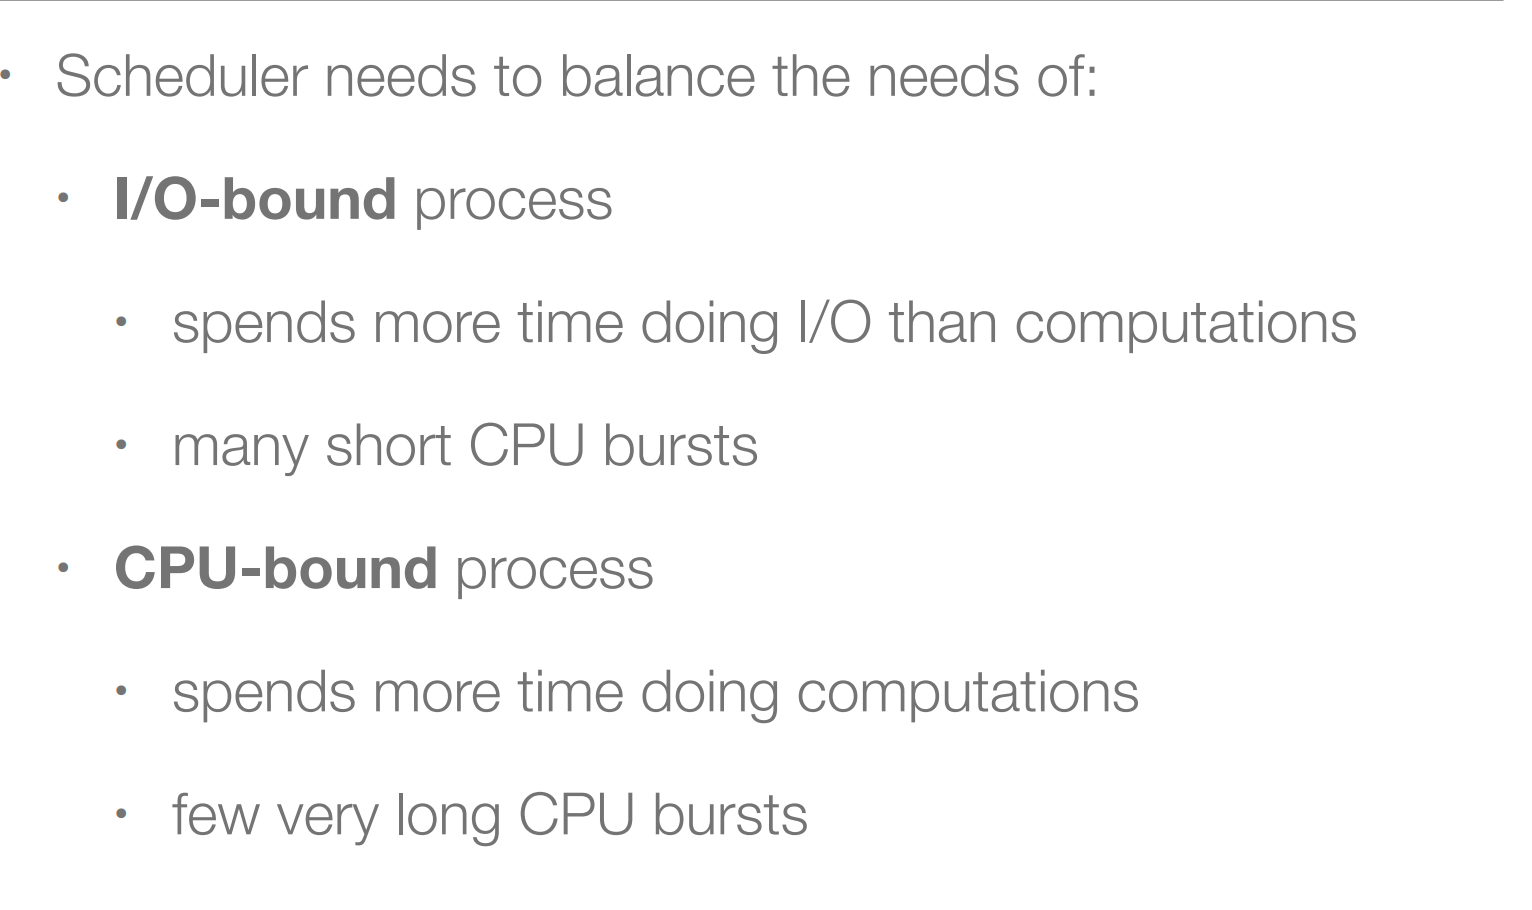 • Scheduler needs to balance the needs of:
• I/O-bound process
• spends more time doing I/O than computations
• many short CPU bursts
• CPU-bound process
• spends more time doing computations
• few very long CPU bursts